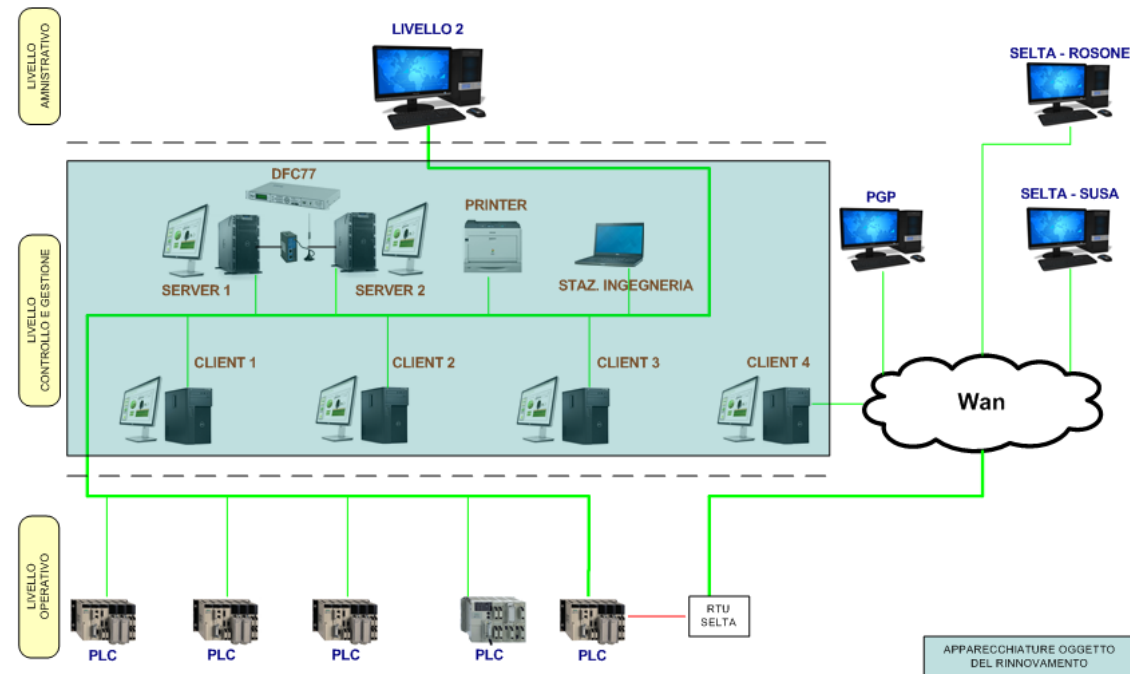 LIVELLO
AMNISTRATIVO
LIVELLO 2
SELTA - ROSONE
DFC77
PRINTER
PGP
SELTA - SUSA
SERVER 1
SERVER 2
STAZ. INGEGNERIA
LIVELLO
CONTROLLO E GESTIONE
CLIENT 1
CLIENT 2
CLIENT 3
CLIENT 4
Wan
LIVELLO
OPERATIVO
RTU
SELTA
PLC
PLC
PLC
PLC
PLC
APPARECCHIATURE OGGETTO
DEL RINNOVAMENTO